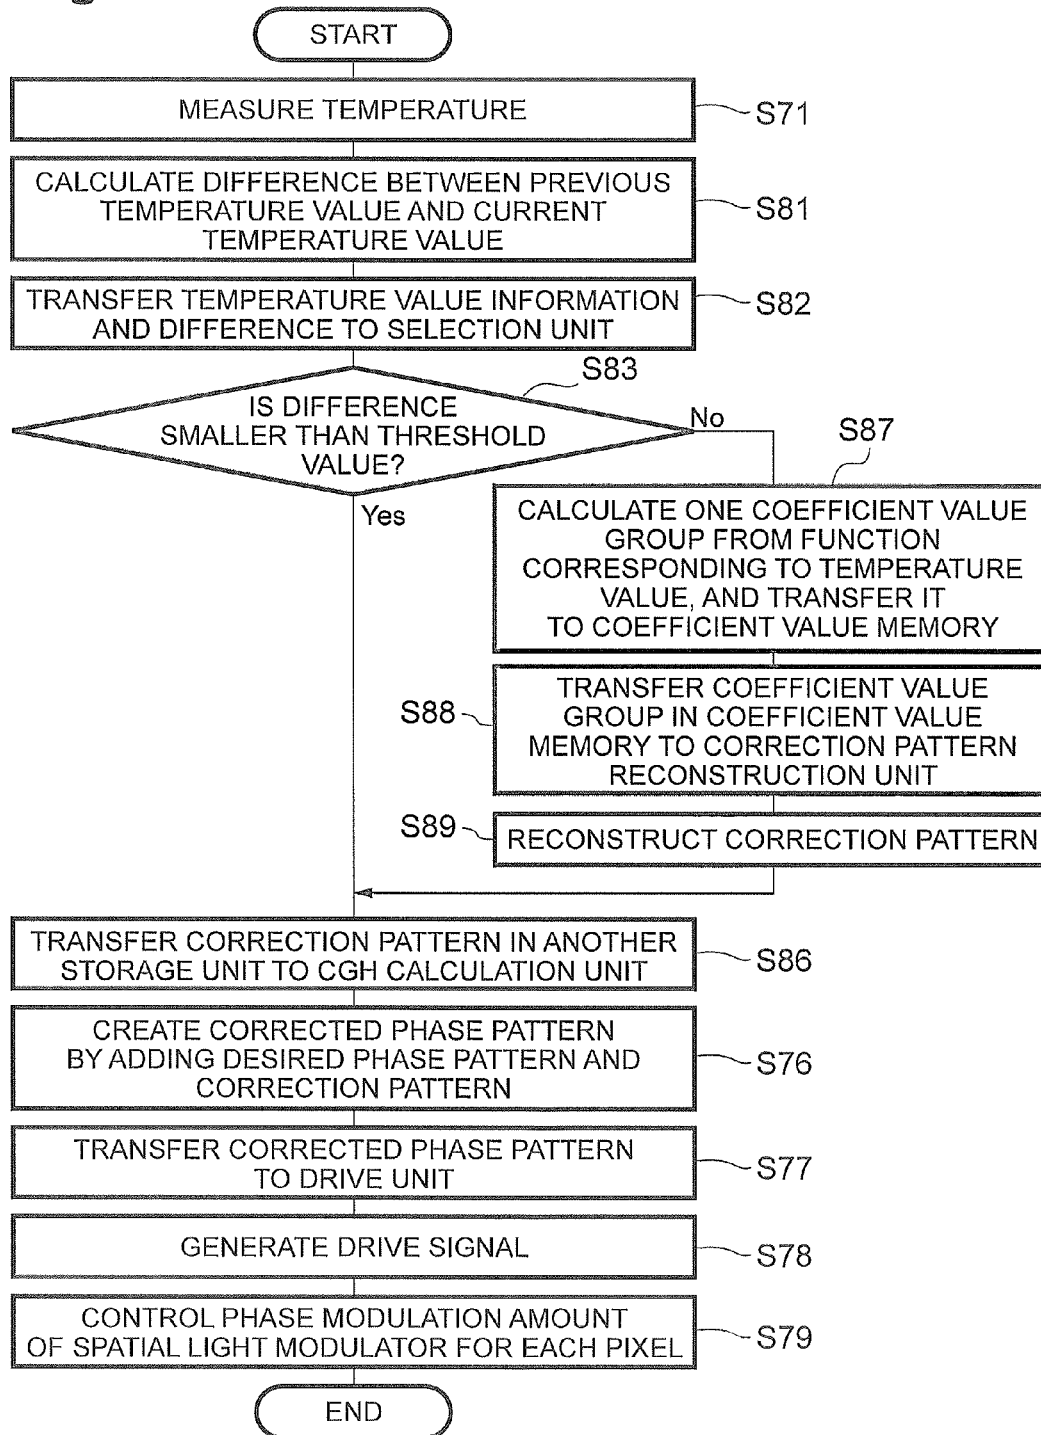 START
MEASURE TEMPERATURE
S71
CALCULATE DIFFERENCE BETWEEN PREVIOUS
TEMPERATURE VALUE AND CURRENT
TEMPERATURE VALUE
S81
TRANSFER TEMPERATURE VALUE INFORMATION
AND DIFFERENCE TO SELECTION UNIT
S82
S83
IS DIFFERENCE
SMALLER THAN THRESHOLD
VALUE?
No
Yes
S87
CALCULATE ONE COEFFICIENT VALUE
GROUP FROM FUNCTION
CORRESPONDING TO TEMPERATURE
VALUE, AND TRANSFER IT
TO COEFFICIENT VALUE MEMORY
S88
TRANSFER COEFFICIENT VALUE
GROUP IN COEFFICIENT VALUE
MEMORY TO CORRECTION PATTERN
RECONSTRUCTION UNIT
S89
RECONSTRUCT CORRECTION PATTERN
TRANSFER CORRECTION PATTERN IN ANOTHER
STORAGE UNIT TO CGH CALCULATION UNIT
S86
CREATE CORRECTED PHASE PATTERN
BY ADDING DESIRED PHASE PATTERN AND
CORRECTION PATTERN
S76
TRANSFER CORRECTED PHASE PATTERN
TO DRIVE UNIT
S77
GENERATE DRIVE SIGNAL
S78
CONTROL PHASE MODULATION AMOUNT
OF SPATIAL LIGHT MODULATOR FOR EACH PIXEL
S79
END